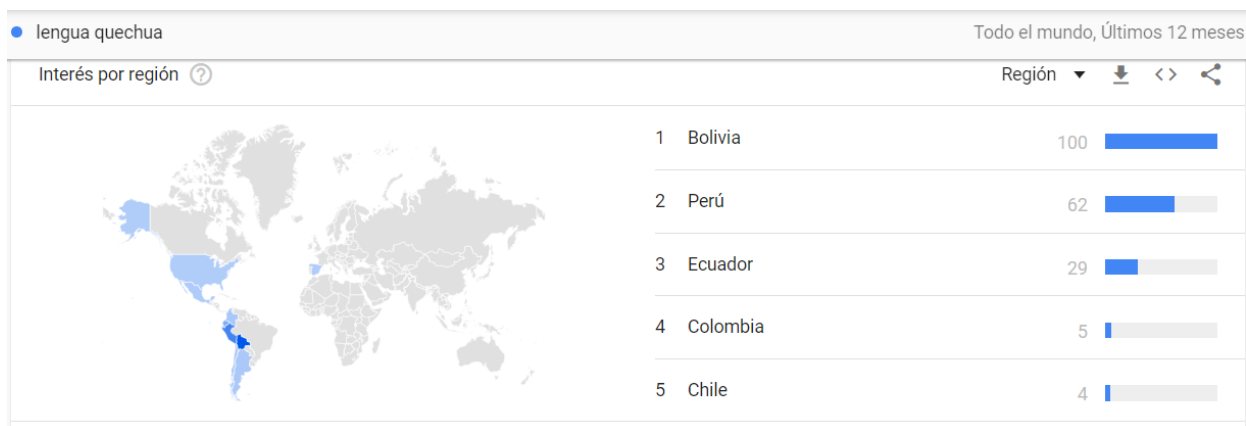 lengua quechua Todo el mundo, Últimos 12 meses
Interés por región ? Región
1 Bolivia 100
2 Perú 62
3 Ecuador 29
4 Colombia 5
5 Chile 4